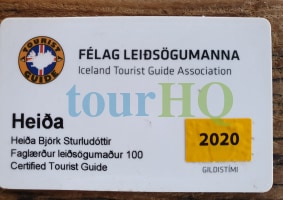 TOURIST
GUIDE
FÉLAG LEIÐSÖGUMANNA
Iceland Tourist Guide Association
tourHQ
Heiða
Heiða Björk Sturludóttir
Faglærður leiðsögumaður 100
Certified Tourist Guide
2020
GILDISTÍMI